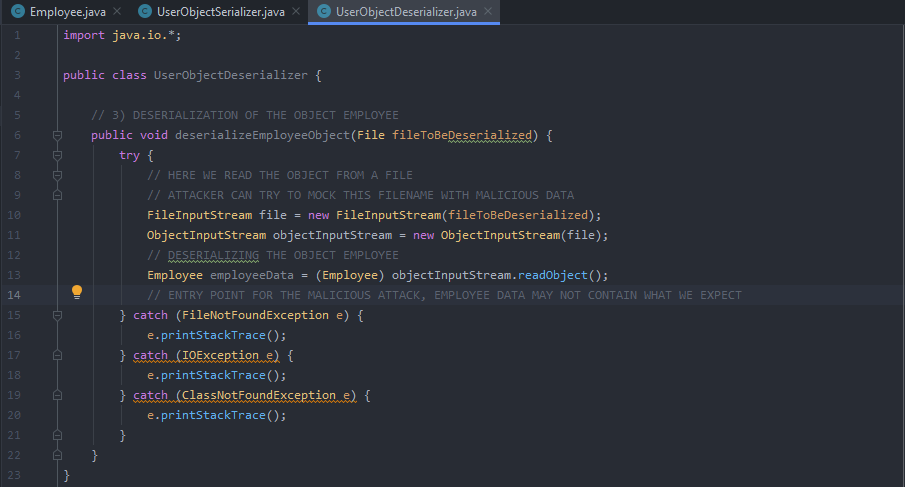 Employee.java UserObjectSerializer.java UserObjectDeserializer.java
1 import java.io.*;
2
3 public class UserObjectDeserializer {
4
5 // 3) DESERIALIZATION OF THE OBJECT EMPLOYEE
6 public void deserializeEmployeeObject(File fileToBeDeserialized) {
7 try {
8 // HERE WE READ THE OBJECT FROM A FILE
9 // ATTACKER CAN TRY TO MOCK THIS FILENAME WITH MALICIOUS DATA
10 FileInputStream file = new FileInputStream(fileToBeDeserialized);
11 ObjectInputStream objectInputStream = new ObjectInputStream(file);
12 // DESERIALIZING THE OBJECT EMPLOYEE
13 Employee employeeData = (Employee) objectInputStream.readObject();
14 // ENTRY POINT FOR THE MALICIOUS ATTACK, EMPLOYEE DATA MAY NOT CONTAIN WHAT WE EXPECT
15 } catch (FileNotFoundException e) {
16 e.printStackTrace();
17 } catch (IOException e) {
18 e.printStackTrace();
19 } catch (ClassNotFoundException e) {
20 e.printStackTrace();
21 }
22 }
23 }